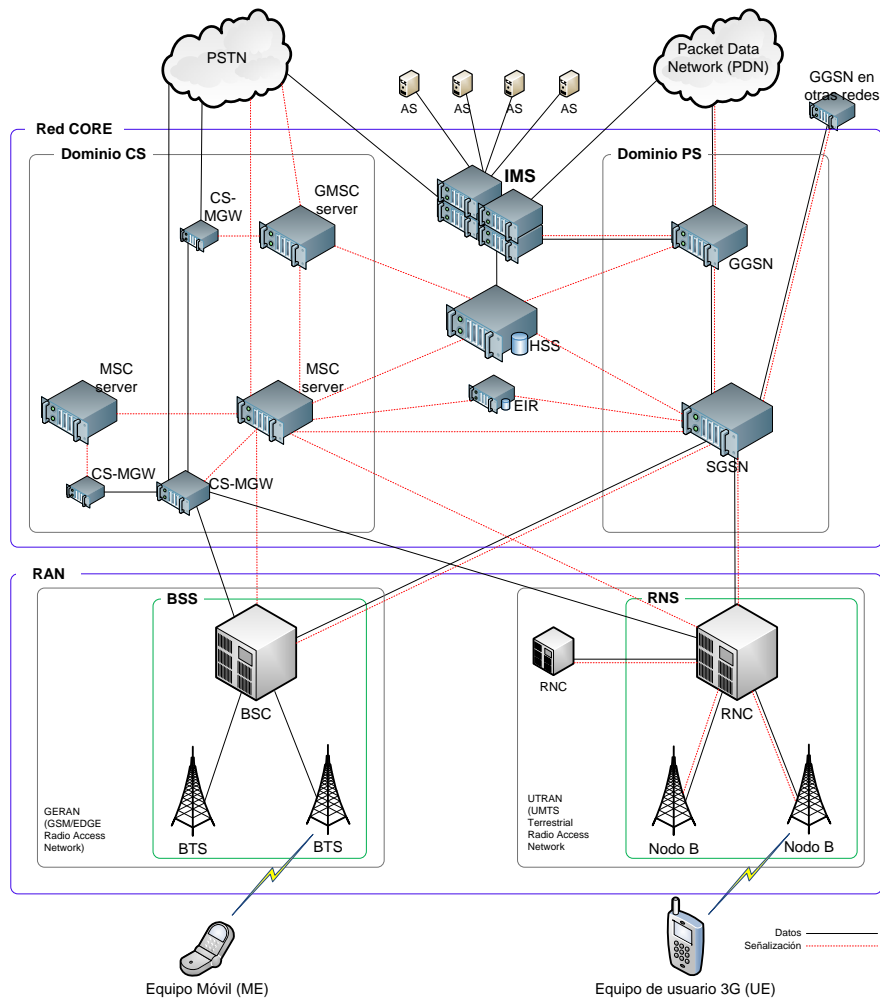 PSTN
Packet Data
Network (PDN)
GGSN en
otras redes
AS
AS
AS
AS
Red CORE
Dominio CS
Dominio PS
IMS
CS-
MGW
GMSC
server
GGSN
HSS
MSC
server
MSC
server
EIR
SGSN
CS-MGW
CS-MGW
RAN
BSS
RNS
BSC
RNC
RNC
GERAN
(GSM/EDGE
Radio Access
Network)
BTS
BTS
UTRAN
(UMTS
Terrestrial
Radio Access
Network
Nodo B
Nodo B
Datos
Señalización
Equipo Móvil (ME)
Equipo de usuario 3G (UE)